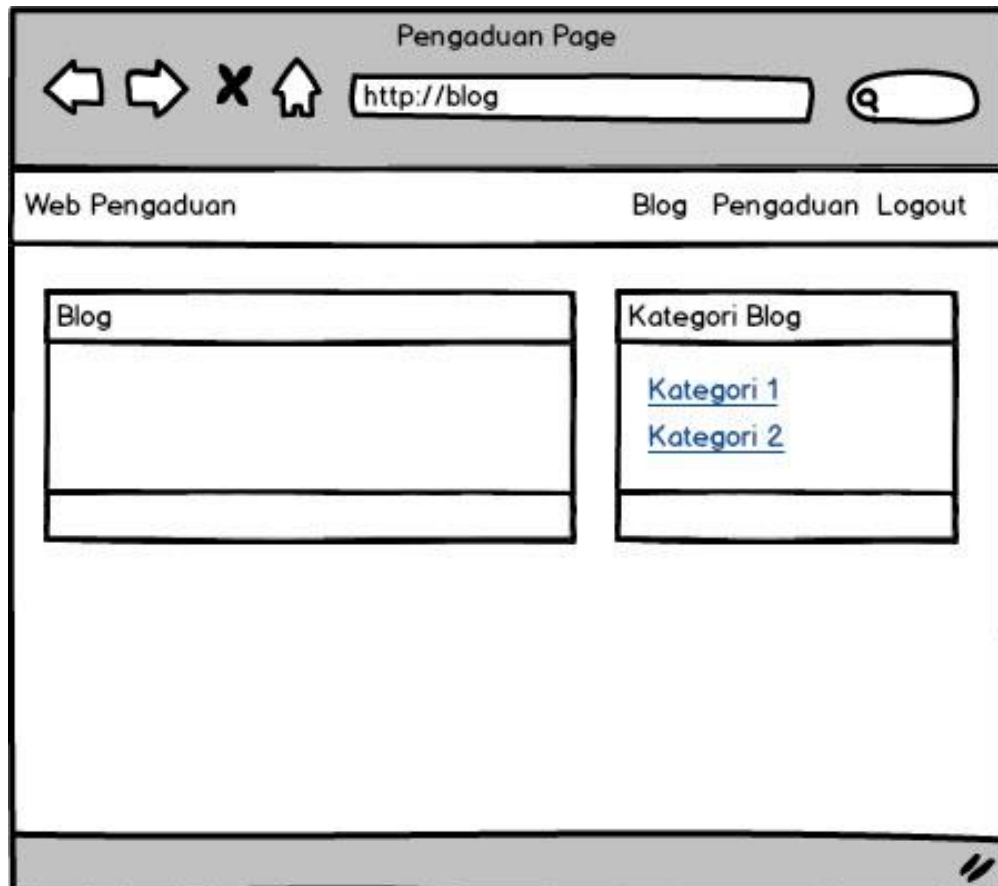 Pengaduan Page
http://blog
Web Pengaduan
Blog Pengaduan Logout
Blog
Kategori Blog
Kategori 1
Kategori 2